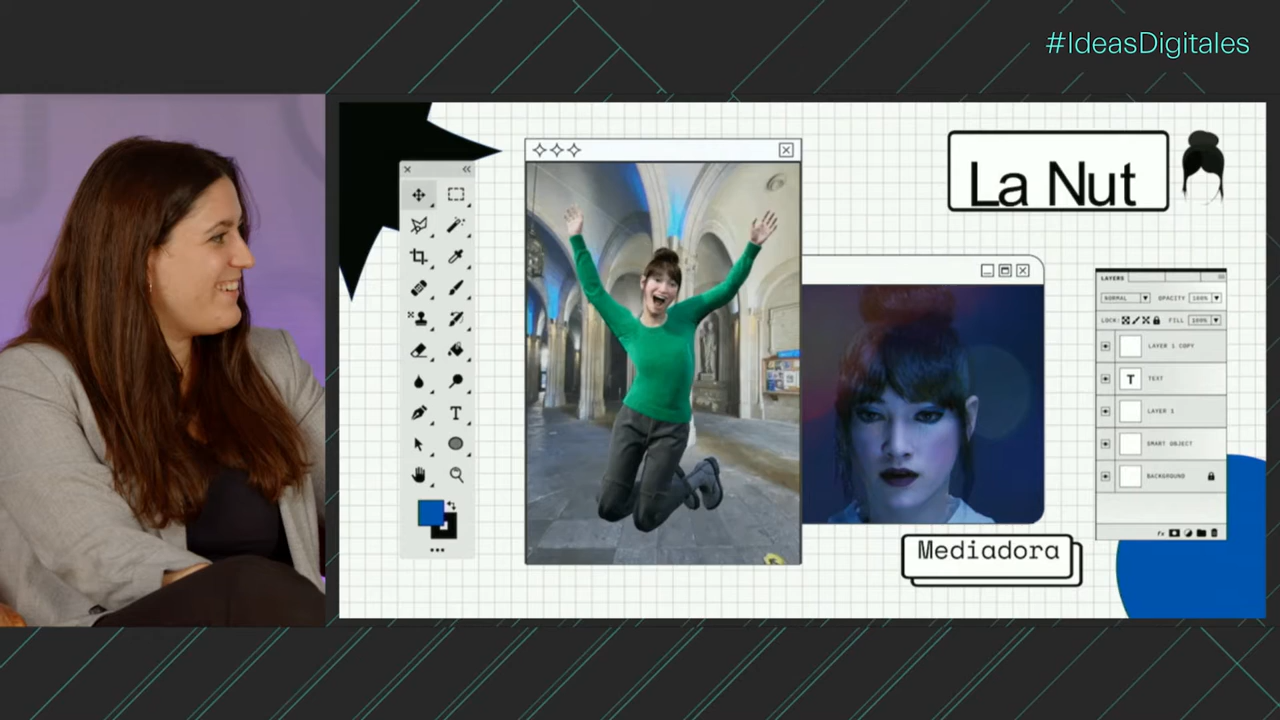 #IdeasDigitales
La Nut
LAYERS
NORMAL
OPACITY 100%
LOCK:
FILL 100%
LAYER 1 COPY
T
TEXT
LAYER 1
SMART OBJECT
BACKGROUND
fx
T
Mediadora